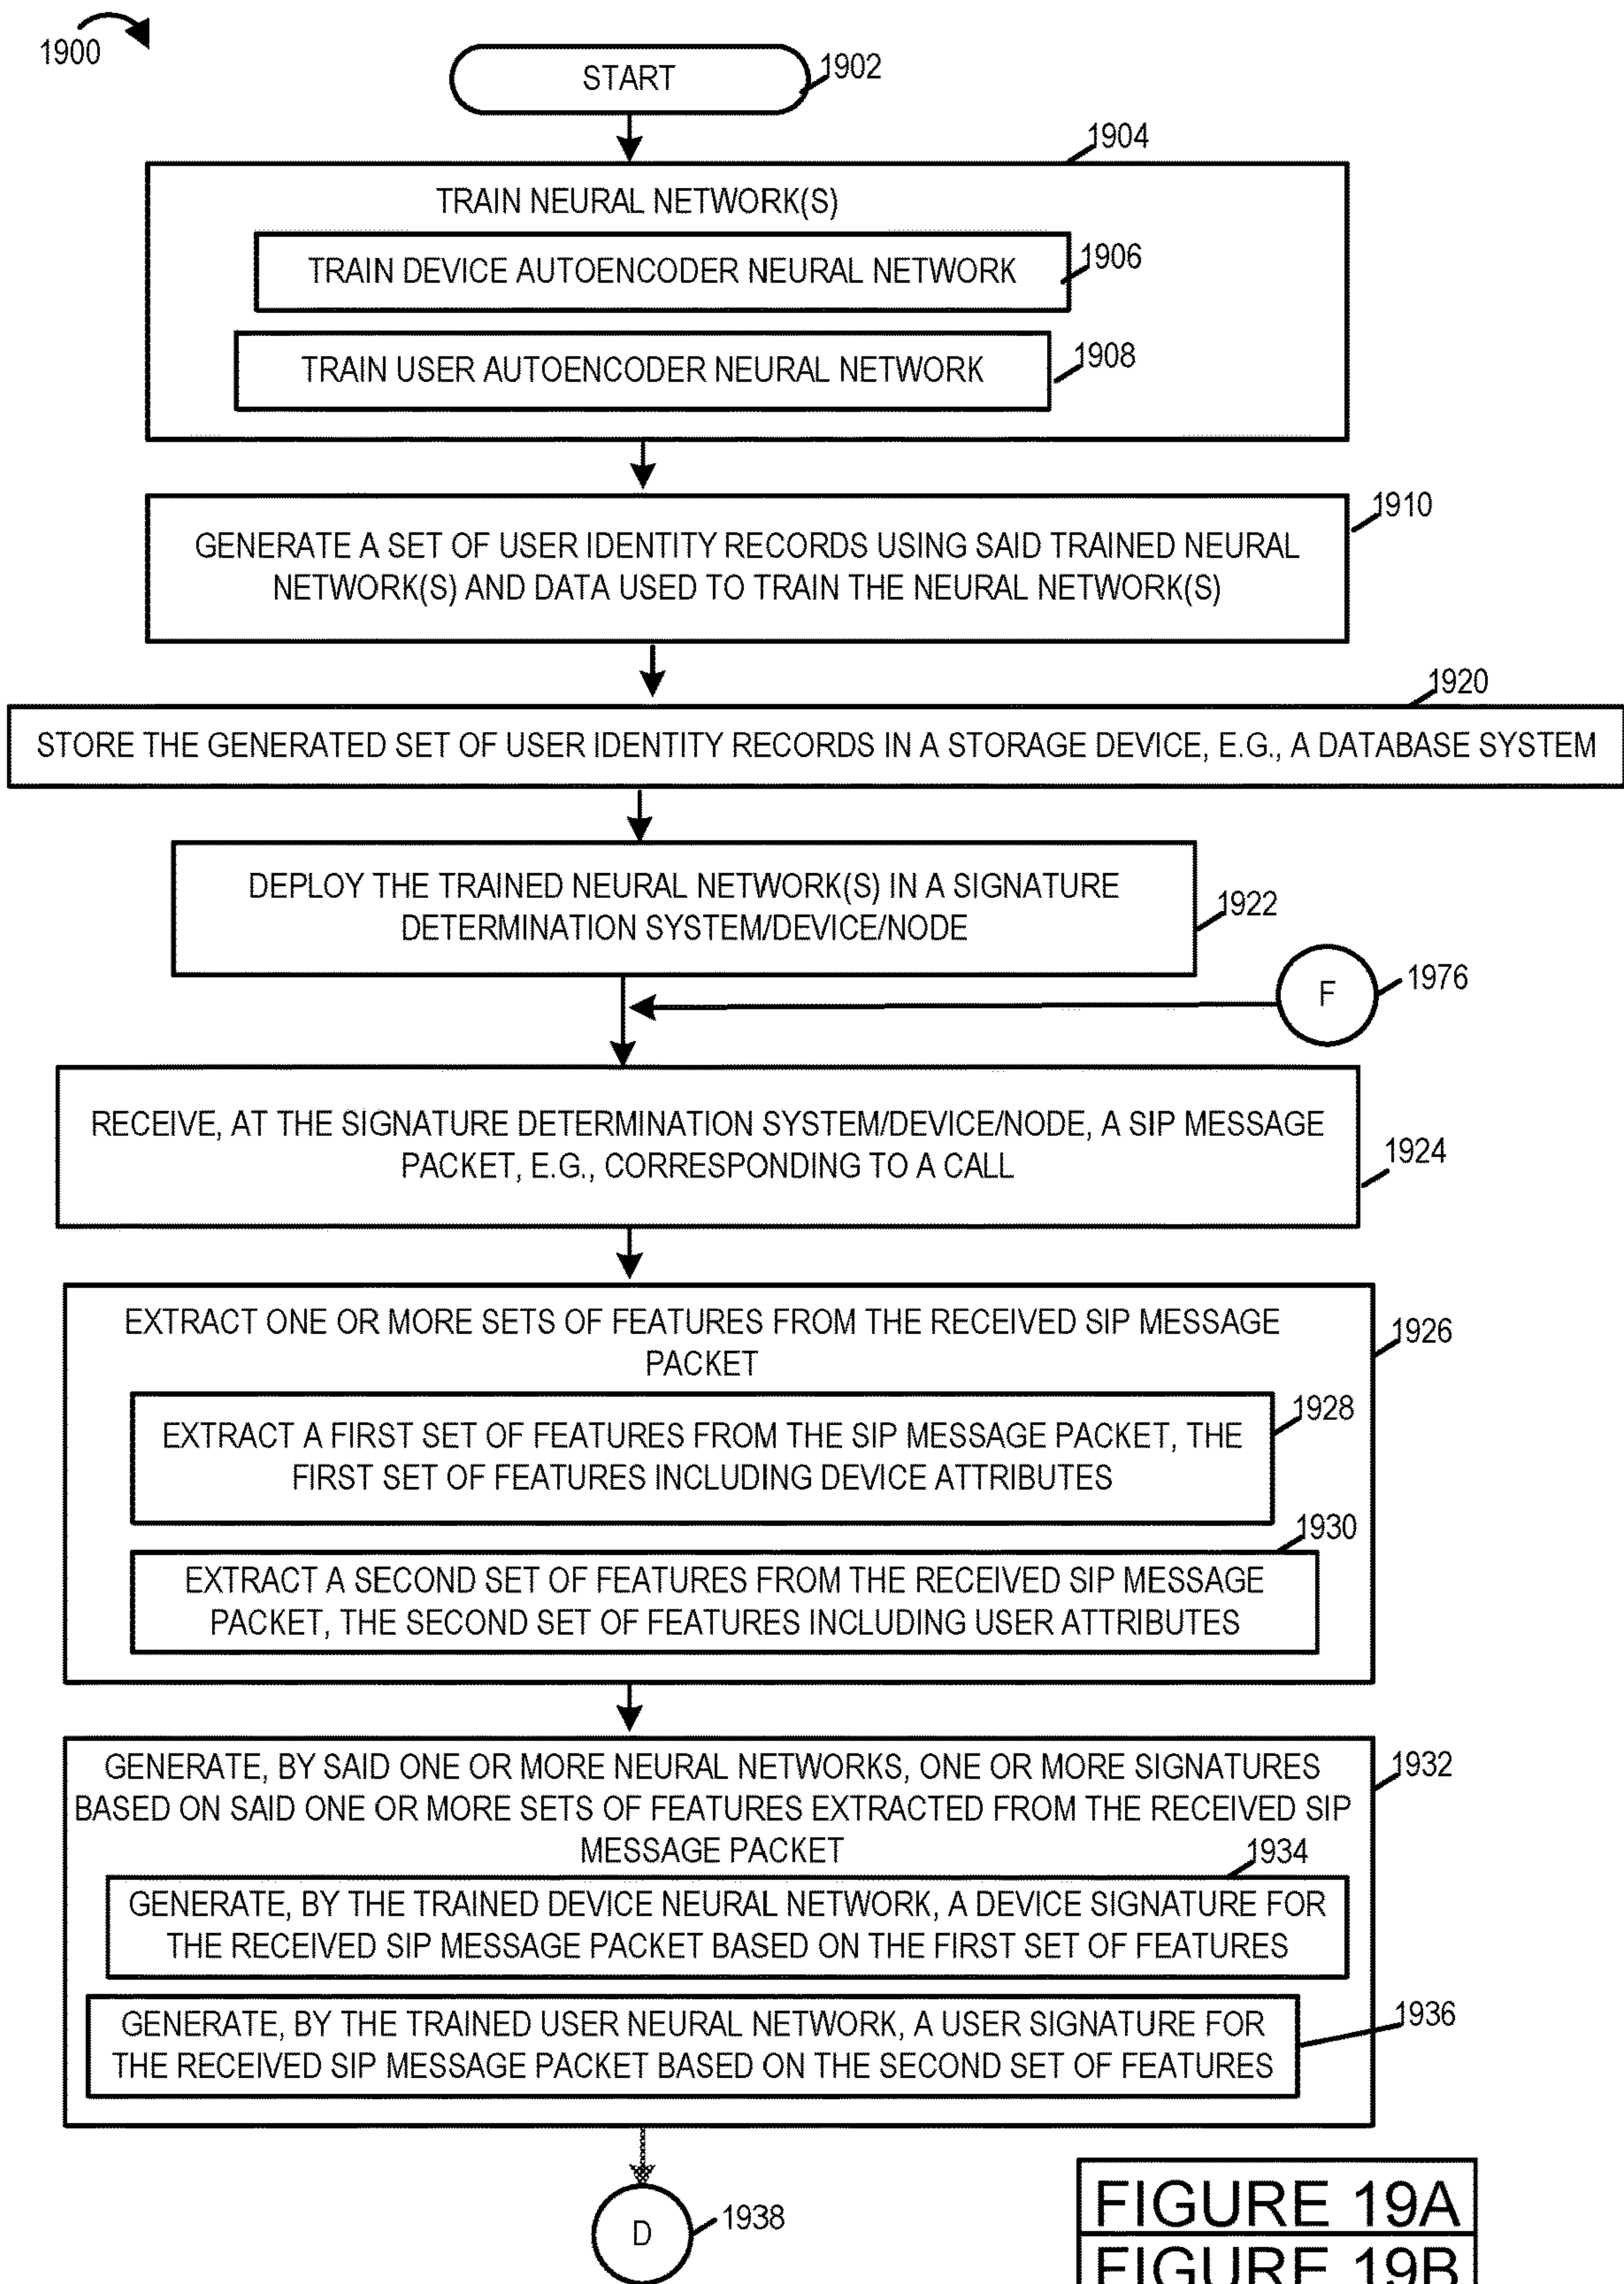 1900
START
1902
1904
TRAIN NEURAL NETWORK(S)
TRAIN DEVICE AUTOENCODER NEURAL NETWORK
1906
TRAIN USER AUTOENCODER NEURAL NETWORK
1908
1910
GENERATE A SET OF USER IDENTITY RECORDS USING SAID TRAINED NEURAL
NETWORK(S) AND DATA USED TO TRAIN THE NEURAL NETWORK(S)
1920
STORE THE GENERATED SET OF USER IDENTITY RECORDS IN A STORAGE DEVICE, E.G., A DATABASE SYSTEM
DEPLOY THE TRAINED NEURAL NETWORK(S) IN A SIGNATURE
DETERMINATION SYSTEM/DEVICE/NODE
1922
F
1976
RECEIVE, AT THE SIGNATURE DETERMINATION SYSTEM/DEVICE/NODE, A SIP MESSAGE
PACKET, E.G., CORRESPONDING TO A CALL
1924
EXTRACT ONE OR MORE SETS OF FEATURES FROM THE RECEIVED SIP MESSAGE
PACKET
1926
1928
EXTRACT A FIRST SET OF FEATURES FROM THE SIP MESSAGE PACKET, THE
FIRST SET OF FEATURES INCLUDING DEVICE ATTRIBUTES
1930
EXTRACT A SECOND SET OF FEATURES FROM THE RECEIVED SIP MESSAGE
PACKET, THE SECOND SET OF FEATURES INCLUDING USER ATTRIBUTES
GENERATE, BY SAID ONE OR MORE NEURAL NETWORKS, ONE OR MORE SIGNATURES
BASED ON SAID ONE OR MORE SETS OF FEATURES EXTRACTED FROM THE RECEIVED SIP
MESSAGE PACKET
1932
1934
GENERATE, BY THE TRAINED DEVICE NEURAL NETWORK, A DEVICE SIGNATURE FOR
THE RECEIVED SIP MESSAGE PACKET BASED ON THE FIRST SET OF FEATURES
GENERATE, BY THE TRAINED USER NEURAL NETWORK, A USER SIGNATURE FOR
THE RECEIVED SIP MESSAGE PACKET BASED ON THE SECOND SET OF FEATURES
1936
D
1938
FIGURE 19A
FIGURE 19B